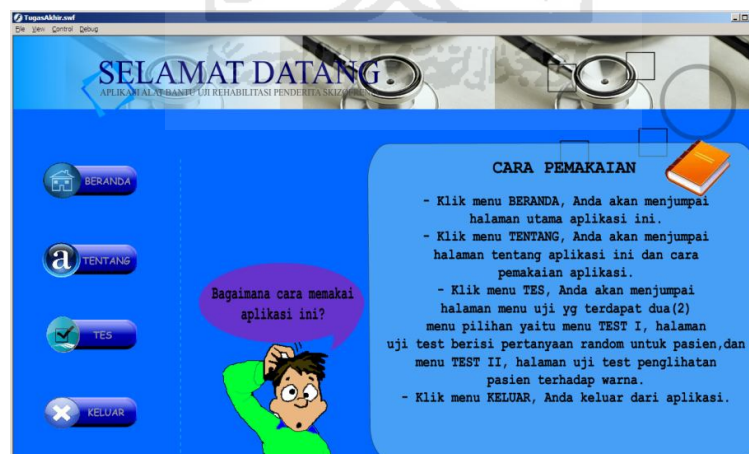 TugasAkhir.swf
File View Control Debug
SELAMAT DATANG
APLIKASI ALAT BANTU UJI REHABILITASI PENDERITA SKIZOFRENIA
BERANDA
TENTANG
TES
KELUAR
Bagaimana cara memakai
aplikasi ini?
CARA PEMAKAIAN
- Klik menu BERANDA, Anda akan menjumpai
halaman utama aplikasi ini.
- Klik menu TENTANG, Anda akan menjumpai
halaman tentang aplikasi ini dan cara
pemakaian aplikasi.
- Klik menu TES, Anda akan menjumpai
halaman menu uji yg terdapat dua(2)
menu pilihan yaitu menu TEST I, halaman
uji test berisi pertanyaan random untuk pasien,dan
menu TEST II, halaman uji test penglihatan
pasien terhadap warna.
- Klik menu KELUAR, Anda keluar dari aplikasi.